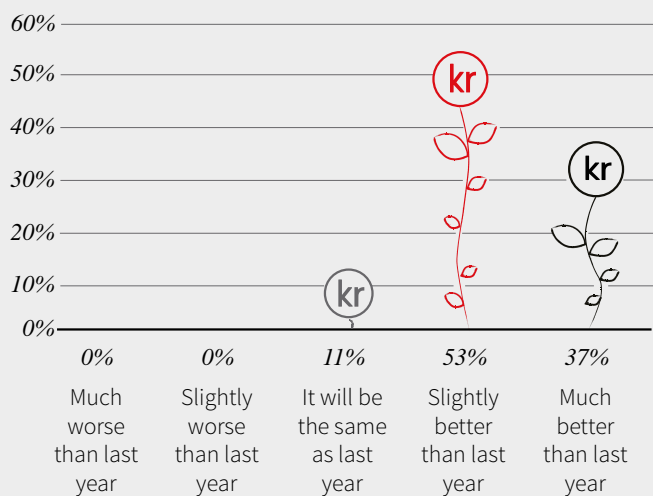 60%
50%
40%
30%
20%
10%
0%
kr
kr
kr
0%
0%
11%
53%
37%
Much
worse
than last
year
Slightly
worse
than last
year
It will be
the same
as last
year
Slightly
better
than last
year
Much
better
than last
year